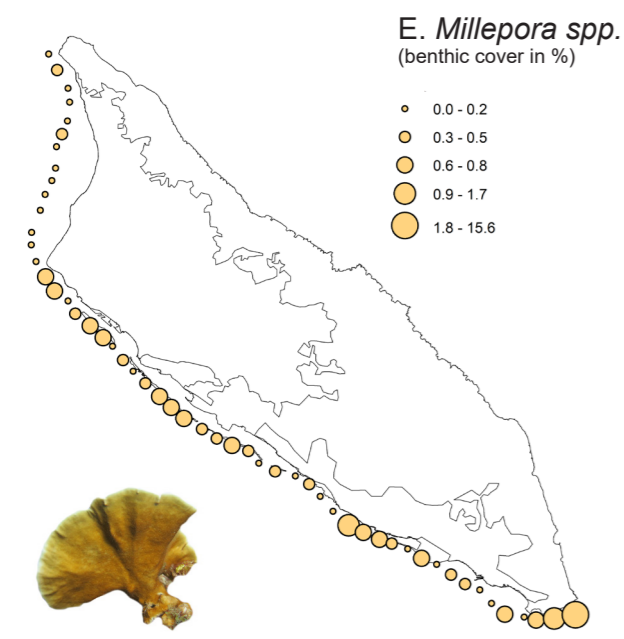 E. Millepora spp.
(benthic cover in %)
0.0 - 0.2
0.3 - 0.5
0.6 - 0.8
0.9 - 1.7
1.8 - 15.6